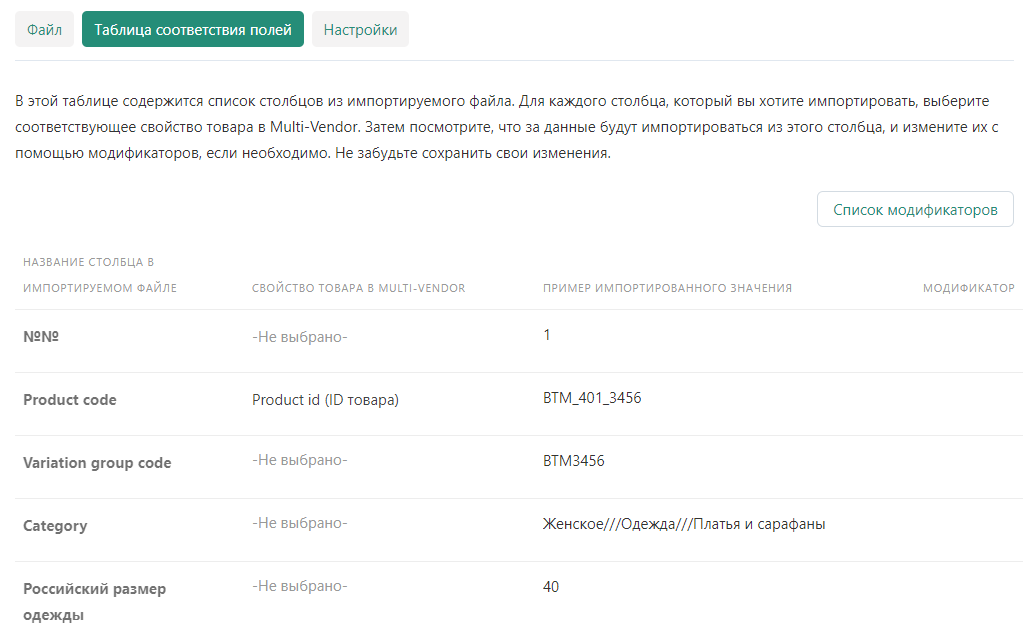 Файл Таблица соответствия полей Настройки
В этой таблице содержится список столбцов из импортируемого файла. Для каждого столбца, который вы хотите импортировать, выберите
соответствующее свойство товара в Multi-Vendor. Затем посмотрите, что за данные будут импортироваться из этого столбца, и измените их с
помощью модификаторов, если необходимо. Не забудьте сохранить свои изменения.
Список модификаторов
НАЗВАНИЕ СТОЛБЦА В
ИМПОРТИРУЕМОМ ФАЙЛЕ СВОЙСТВО ТОВАРА В MULTI-VENDOR ПРИМЕР ИМПОРТИРОВАННОГО ЗНАЧЕНИЯ МОДИФИКАТОР
№№ -Не выбрано- 1
Product code Product id (ID товара) BTM_401_3456
Variation group code -Не выбрано- BTM3456
Category -Не выбрано- Женское///Одежда///Платья и сарафаны
Российский размер -Не выбрано- 40
одежды